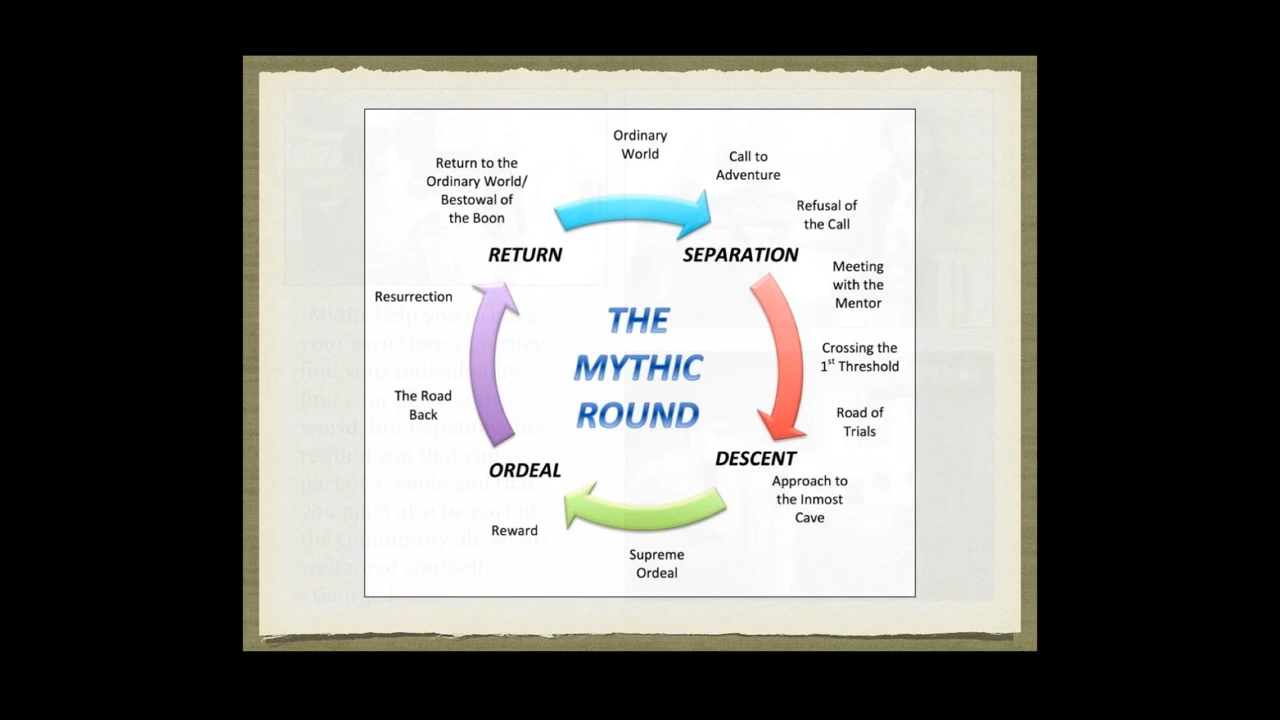 Ordinary
World
Call to
Adventure
Refusal of
the Call
SEPARATION
Meeting
with the
Mentor
Crossing the
1st Threshold
Road of
Trials
DESCENT
Approach to
the Inmost
Cave
Supreme
Ordeal
Reward
ORDEAL
The Road
Back
Resurrection
RETURN
Return to the
Ordinary World/
Bestowal of
the Boon
THE
MYTHIC
ROUND